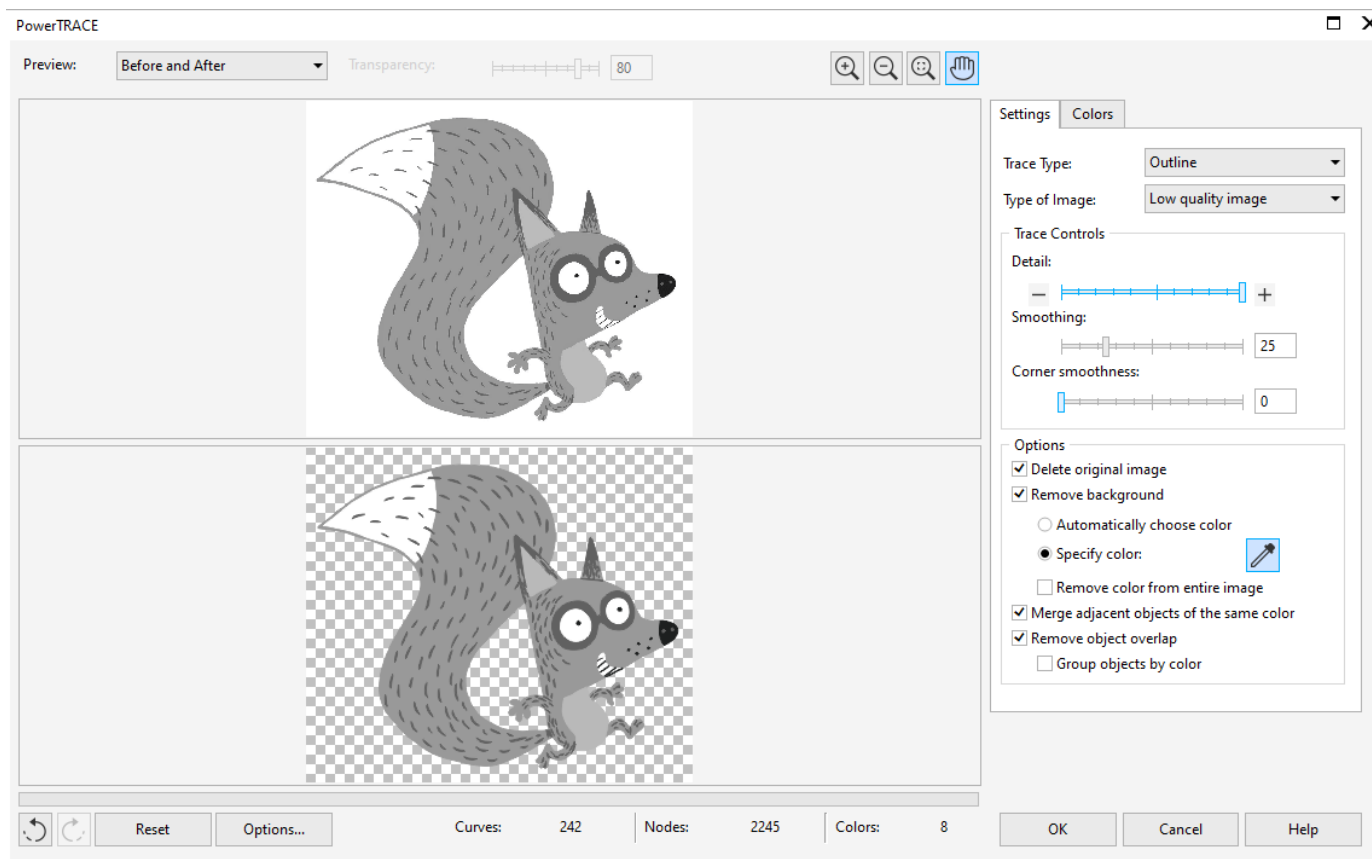 PowerTRACE
Preview: Before and After Transparency: 80
Settings Colors
Trace Type: Outline
Type of Image: Low quality image
Trace Controls
Detail:
Smoothing:
25
Corner smoothness:
0
Options
Delete original image
Remove background
Automatically choose color
Specify color:
Remove color from entire image
Merge adjacent objects of the same color
Remove object overlap
Group objects by color
Reset Options... Curves: 242 Nodes: 2245 Colors: 8 OK Cancel Help